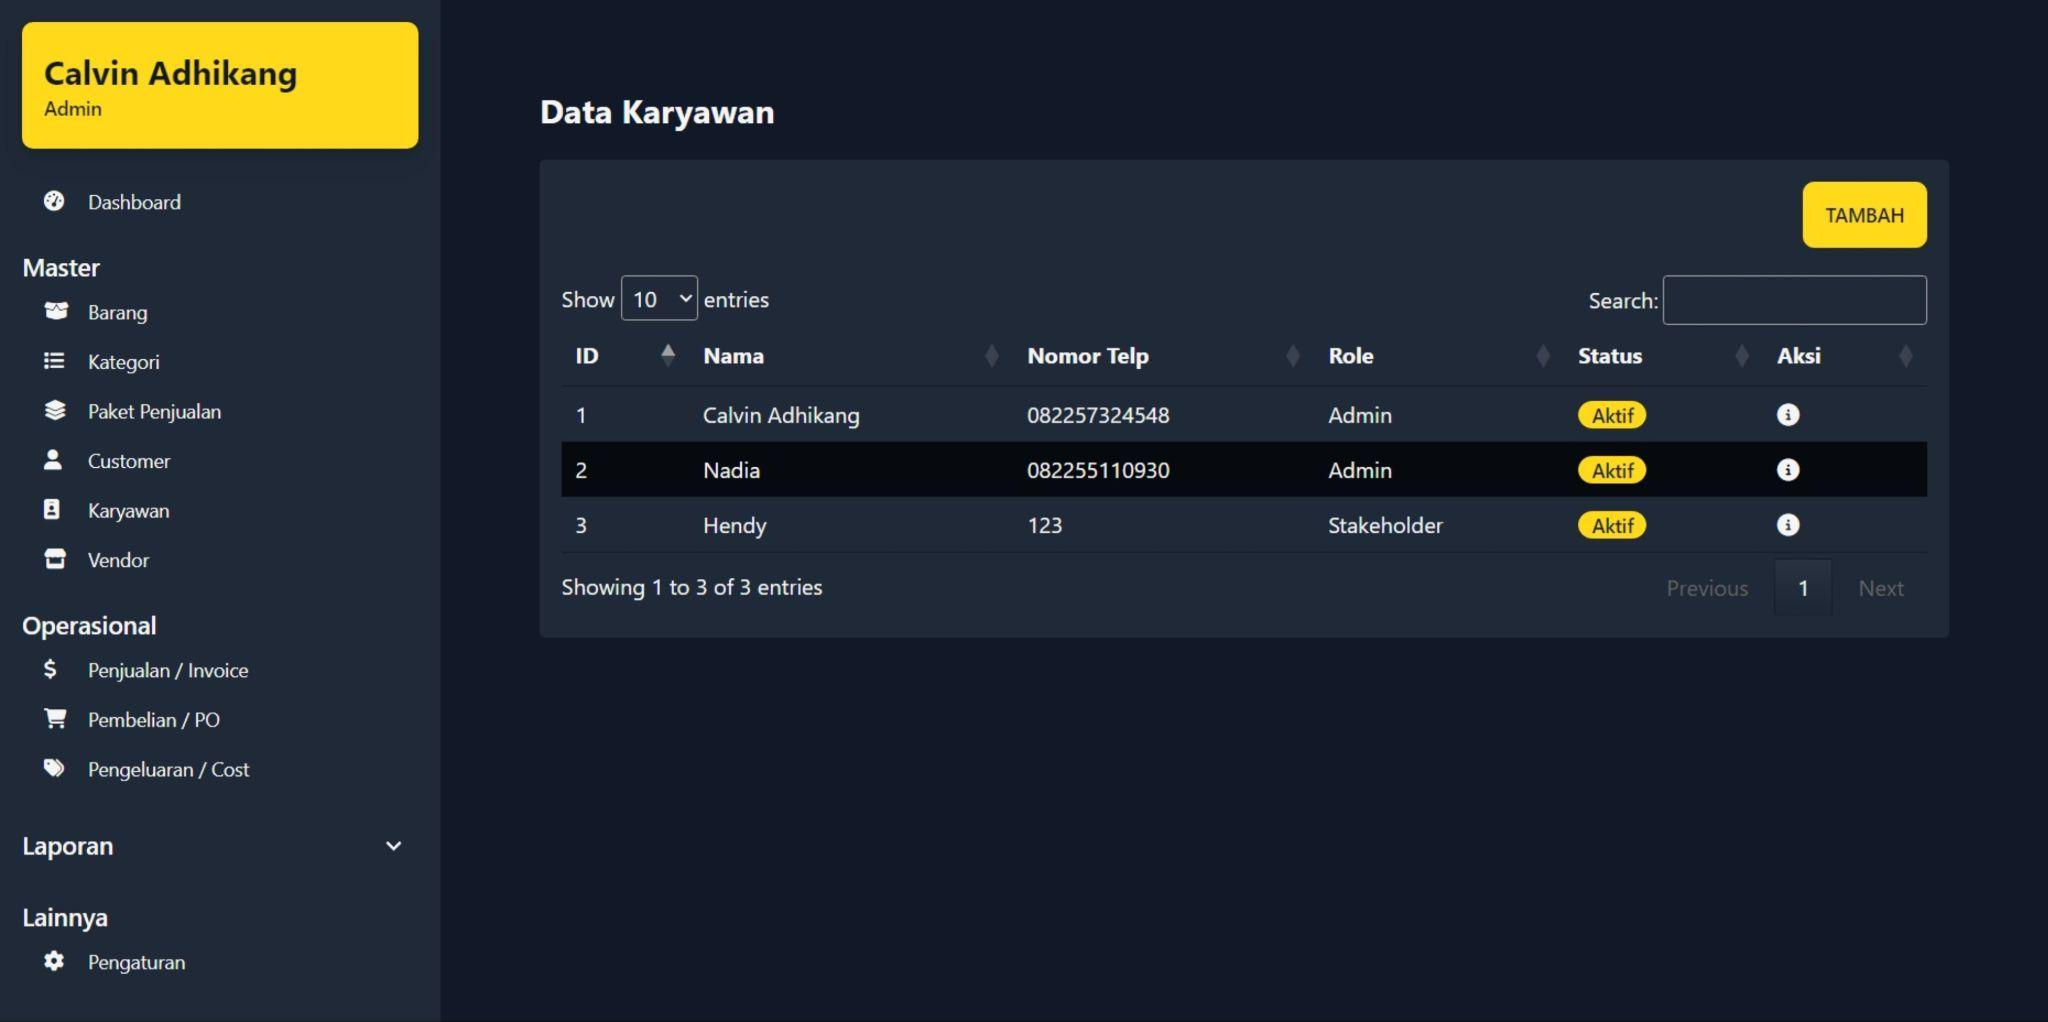 Calvin Adhikang
Admin
Dashboard
Master
Barang
Kategori
Paket Penjualan
Customer
Karyawan
Vendor
Operasional
Penjualan / Invoice
Pembelian / PO
Pengeluaran / Cost
Laporan
Lainnya
Pengaturan
Data Karyawan
TAMBAH
Show 10 entries Search:
ID Nama Nomor Telp Role Status Aksi
1 Calvin Adhikang 082257324548 Admin Aktif
2 Nadia 082255110930 Admin Aktif
3 Hendy 123 Stakeholder Aktif
Showing 1 to 3 of 3 entries Previous 1 Next